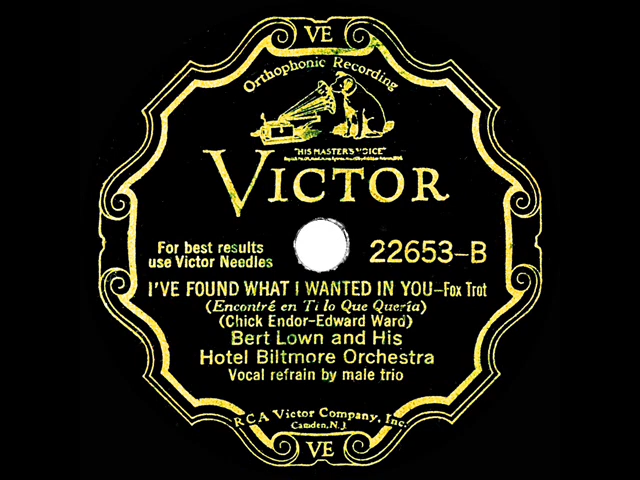 VE
Orthophonic Recording
"HIS MASTER'S VOICE"
VICTOR
For best results
use Victor Needles
22653-B
I'VE FOUND WHAT I WANTED IN YOU—Fox Trot
(Encontré en Ti lo Que Quería)
(Chick Endor-Edward Ward)
Bert Lown and His
Hotel Biltmore Orchestra
Vocal refrain by male trio
RCA Victor Company, Inc.
Camden, N.J.
VE